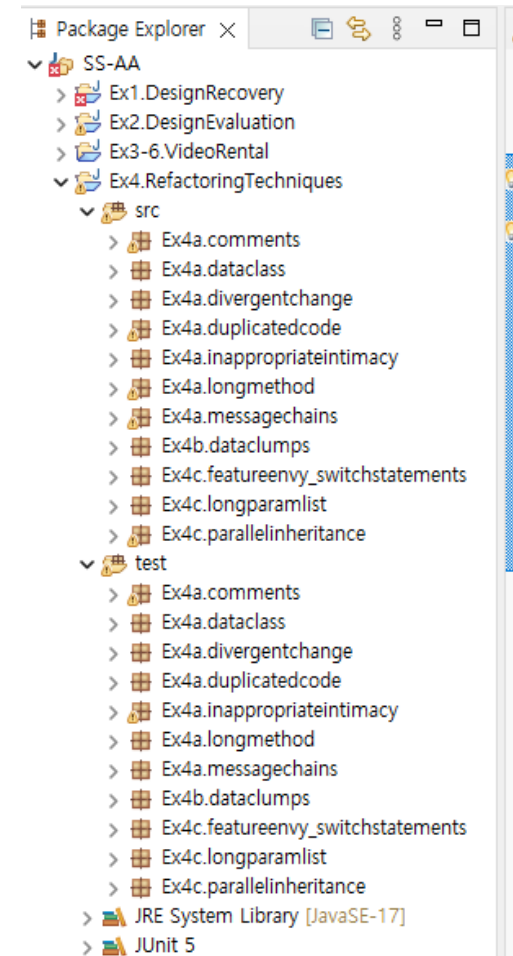 Package Explorer
SS-AA
Ex1.DesignRecovery
Ex2.DesignEvaluation
Ex3-6.VideoRental
Ex4.RefactoringTechniques
src
Ex4a.comments
Ex4a.dataclass
Ex4a.divergentchange
Ex4a.duplicatedcode
Ex4a.inappropriateintimacy
Ex4a.longmethod
Ex4a.messagechains
Ex4b.dataclumps
Ex4c.featureenvy_switchstatements
Ex4c.longparamlist
Ex4c.parallelinheritance
test
Ex4a.comments
Ex4a.dataclass
Ex4a.divergentchange
Ex4a.duplicatedcode
Ex4a.inappropriateintimacy
Ex4a.longmethod
Ex4a.messagechains
Ex4b.dataclumps
Ex4c.featureenvy_switchstatements
Ex4c.longparamlist
Ex4c.parallelinheritance
JRE System Library [JavaSE-17]
JUnit 5